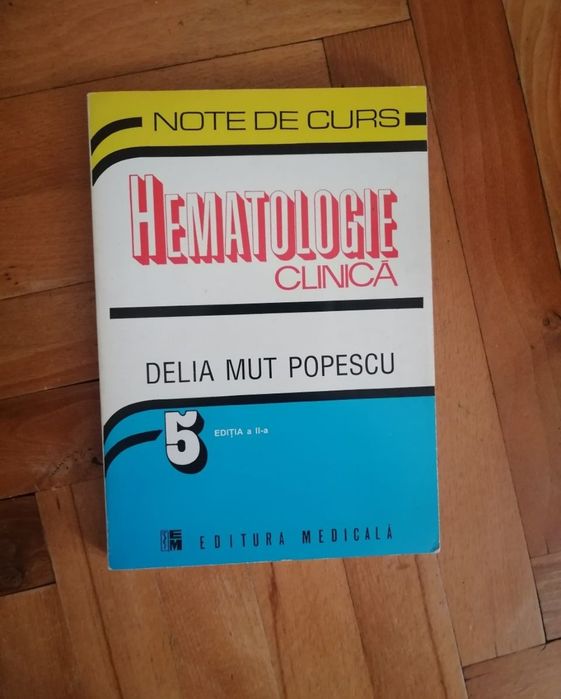 NOTE DE CURS
HEMATOLOGIE
CLINICĂ
DELIA MUT POPESCU
5
EDIȚIA a II-a
EM
EDITURA MEDICALĂ